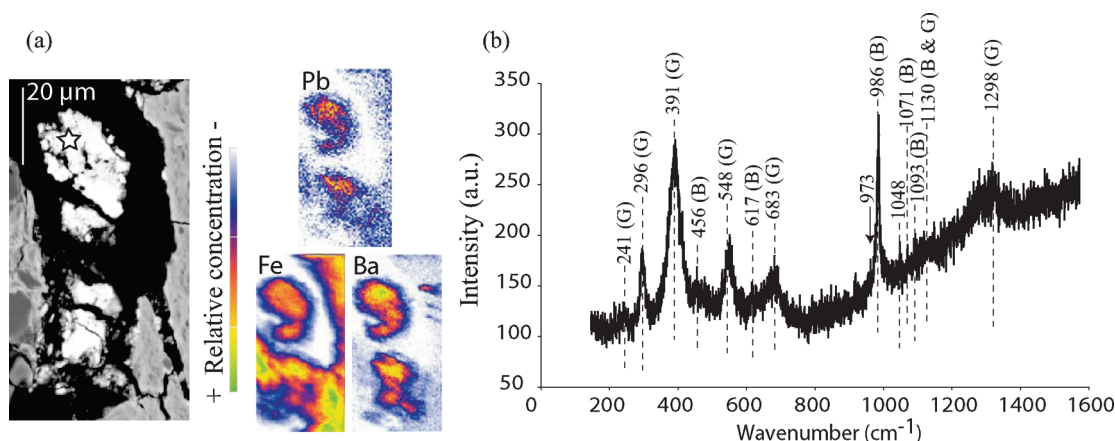 (a)
20 µm
+ Relative concentration -
Pb
Fe
Ba
(b)
Intensity (a.u.)
350
300
250
200
150
100
50
241 (G)
296 (G)
391 (G)
456 (B)
548 (G)
617 (B)
683 (G)
973
986 (B)
1048
1071 (B)
1093 (B)
1130 (B & G)
1298 (G)
200 400 600 800 1000 1200 1400 1600
Wavenumber (cm⁻¹)